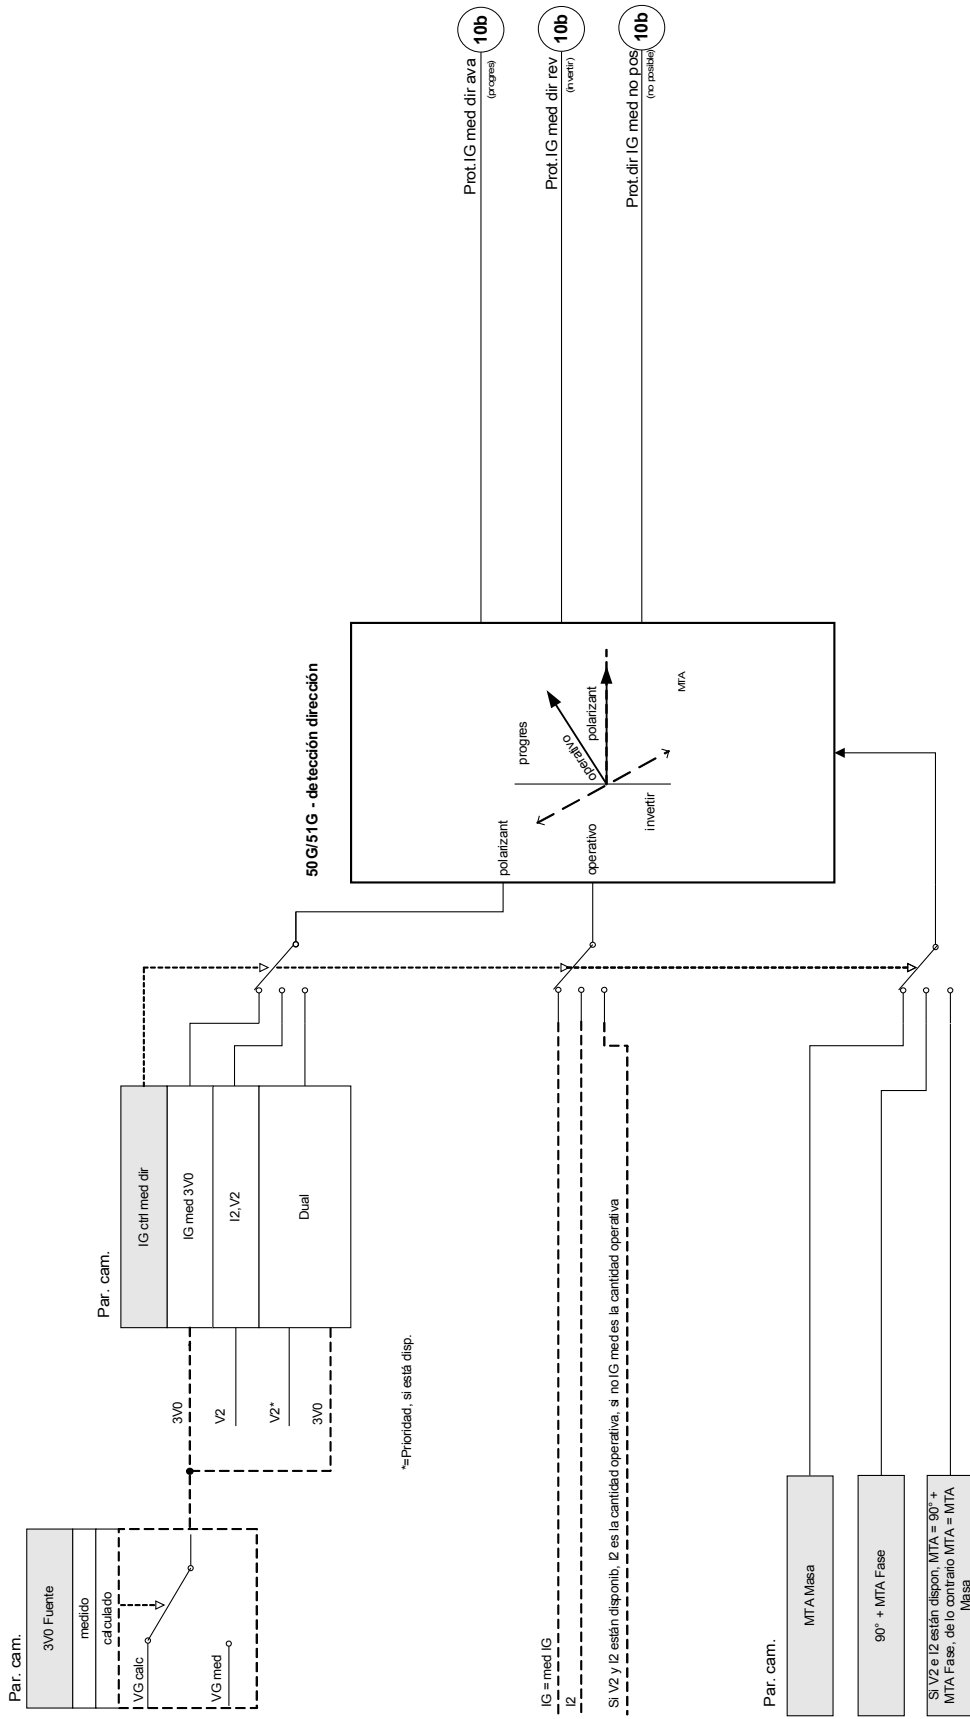 Par. cam.
3V0 Fuente
medido
calculado
VG calc
VG med
Par. cam.
IG ctrl med dir
IG med 3V0
I2,V2
Dual
3V0
V2
V2*
3V0
*=Prioridad, si está disp.
50G/51G - detección dirección
polarizant
operativo
progres
operativo
polarizant
invertir
MTA
Prot.IG med dir ava
(progres)
10b
Prot.IG med dir rev
(invertir)
10b
Prot.dir IG med no pos
(no posible)
10b
IG = med IG
I2
Si V2 y I2 están disponib, I2 es la cantidad operativa, si no IG med es la cantidad operativa
Par. cam.
MTA Masa
90° + MTA Fase
Si V2 e I2 están dispon, MTA = 90° +
MTA Fase, de lo contrario MTA = MTA
Masa